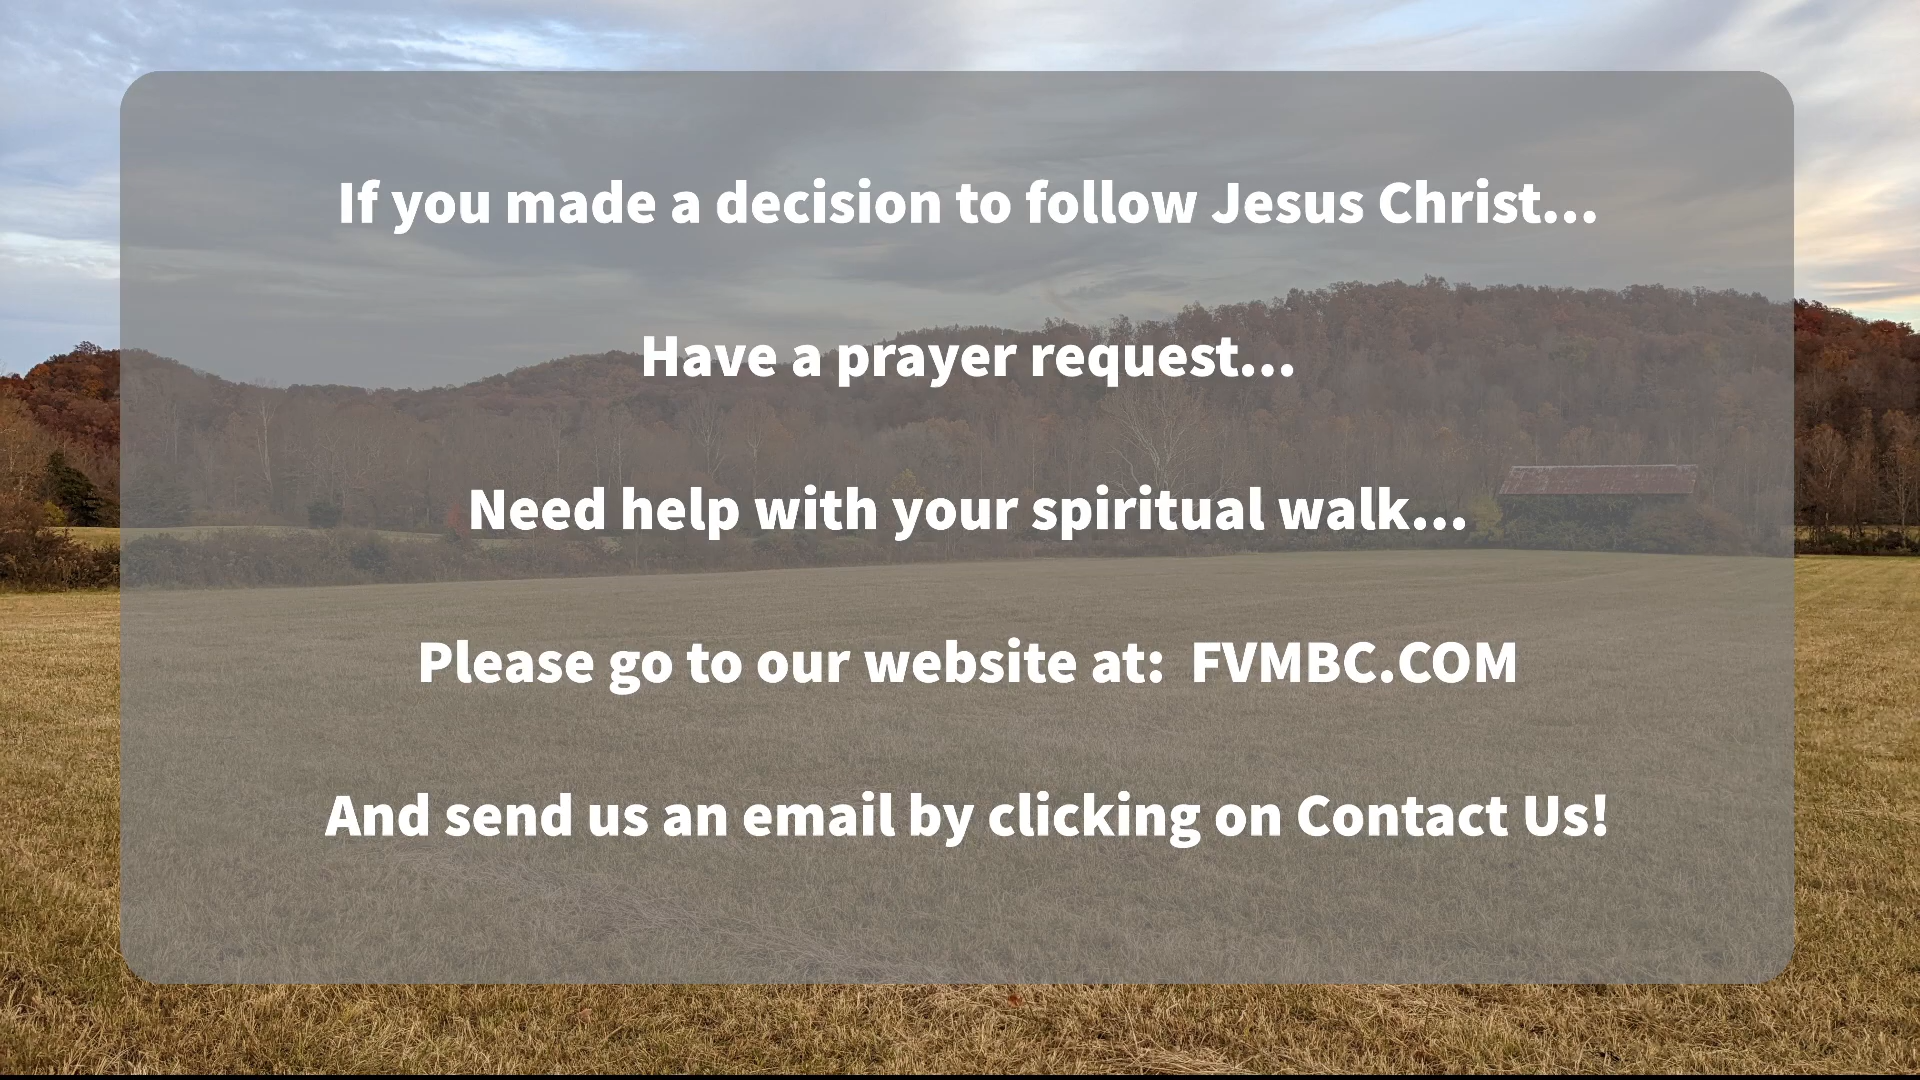 If you made a decision to follow Jesus Christ...
Have a prayer request...
Need help with your spiritual walk...
Please go to our website at:  FVMBC.COM
And send us an email by clicking on Contact Us!